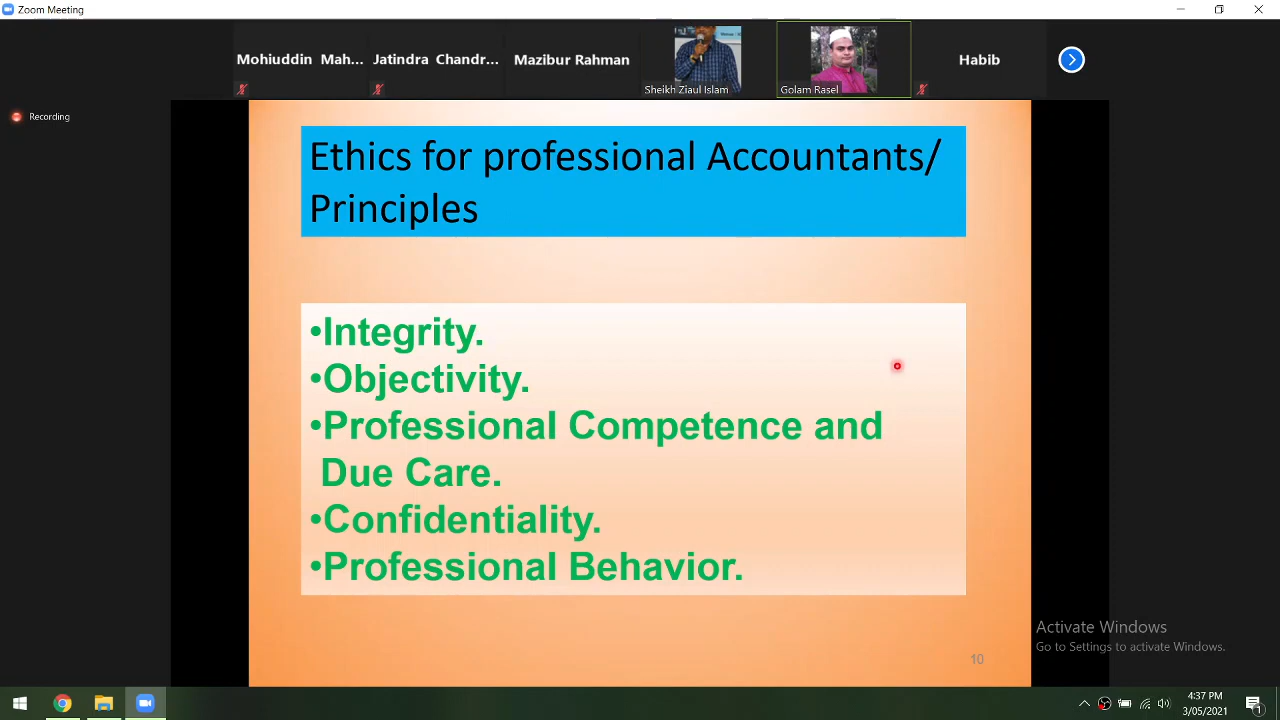 Zoom Meeting
Mohiuddin Mah...
Jatindra Chandr...
Mazibur Rahman
Sheikh Ziaul Islam
Golam Rasel
Habib
Recording
Ethics for professional Accountants/
Principles
•Integrity.
•Objectivity.
•Professional Competence and
Due Care.
•Confidentiality.
•Professional Behavior.
10
Activate Windows
Go to Settings to activate Windows.
4:37 PM
3/05/2021
1